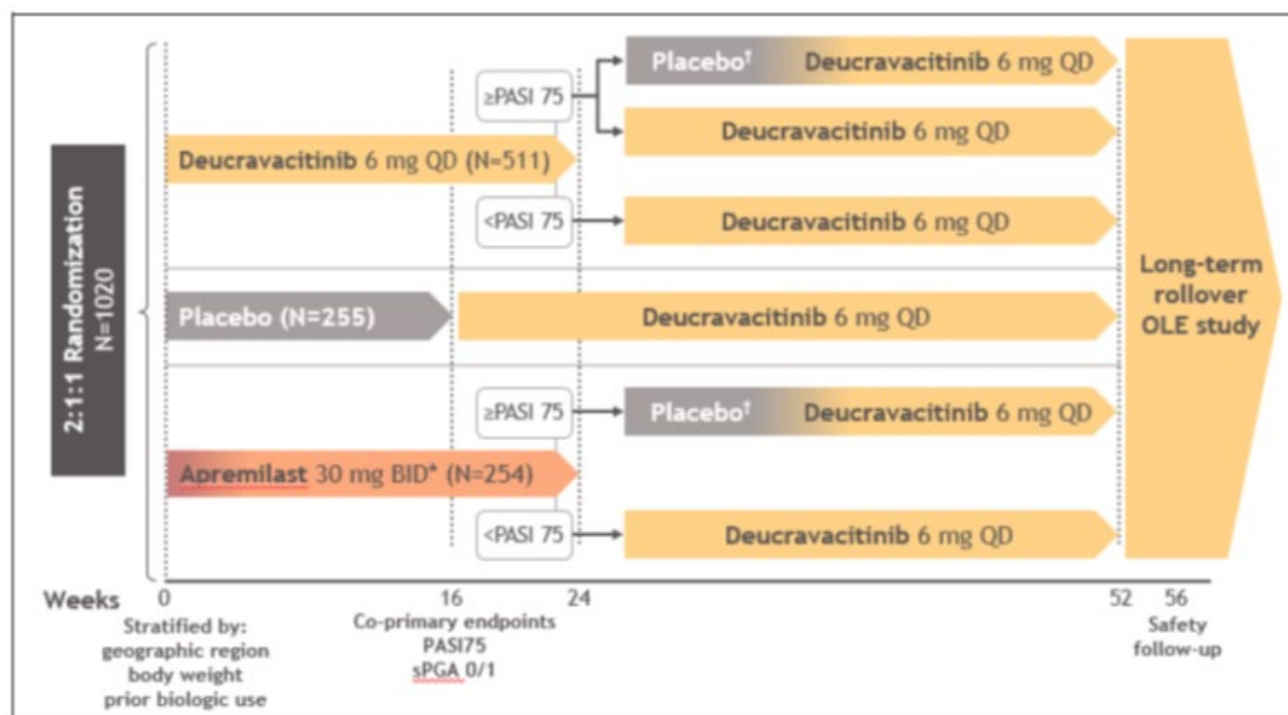 2:1:1 Randomization
N=1020
≥PASI 75
Placebo† Deucravacitinib 6 mg QD
Deucravacitinib 6 mg QD
Deucravacitinib 6 mg QD (N=511)
<PASI 75
Deucravacitinib 6 mg QD
Placebo (N=255)
Deucravacitinib 6 mg QD
≥PASI 75
Placebo† Deucravacitinib 6 mg QD
Apremilast 30 mg BID* (N=254)
<PASI 75
Deucravacitinib 6 mg QD
Long-term
rollover
OLE study
Weeks 0 16 24 52 56
Stratified by:
geographic region
body weight
prior biologic use
Co-primary endpoints
PASI75
sPGA 0/1
Safety
follow-up